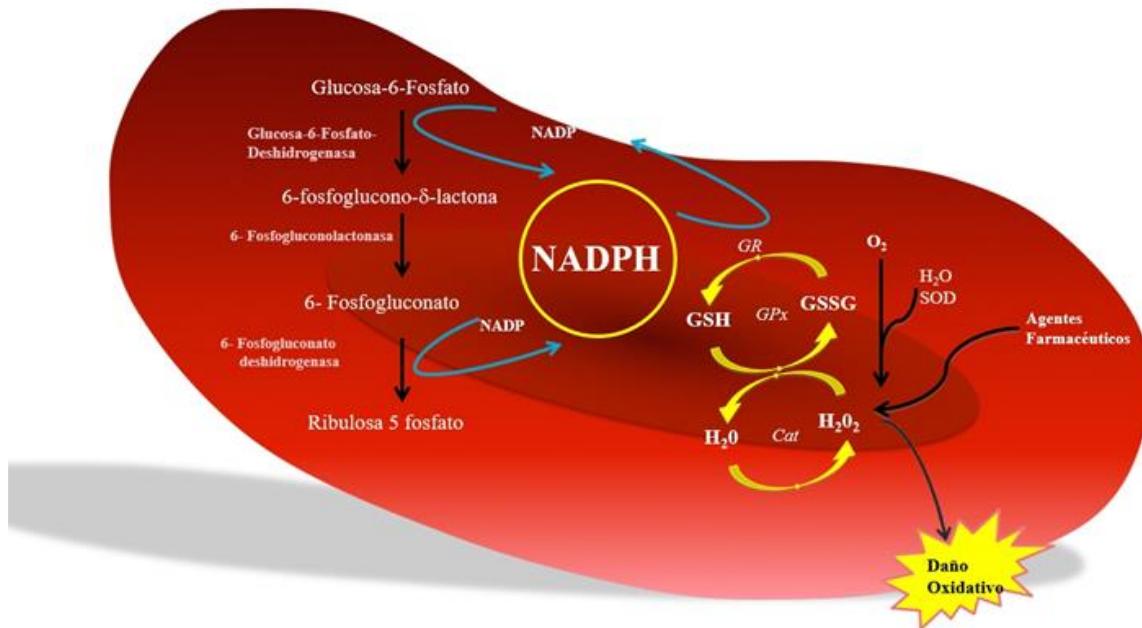 Glucosa-6-Fosfato
NADP
Glucosa-6-Fosfato-
Deshidrogenasa
6-fosfoglucono-δ-lactona
6- Fosfogluconolactonasa
NADPH
6- Fosfogluconato
NADP
6- Fosfogluconato
deshidrogenasa
Ribulosa 5 fosfato
GR
GSH
GPx
GSSG
H₂0
Cat
H₂0₂
O₂
H₂O
SOD
Agentes
Farmacéuticos
Daño
Oxidativo